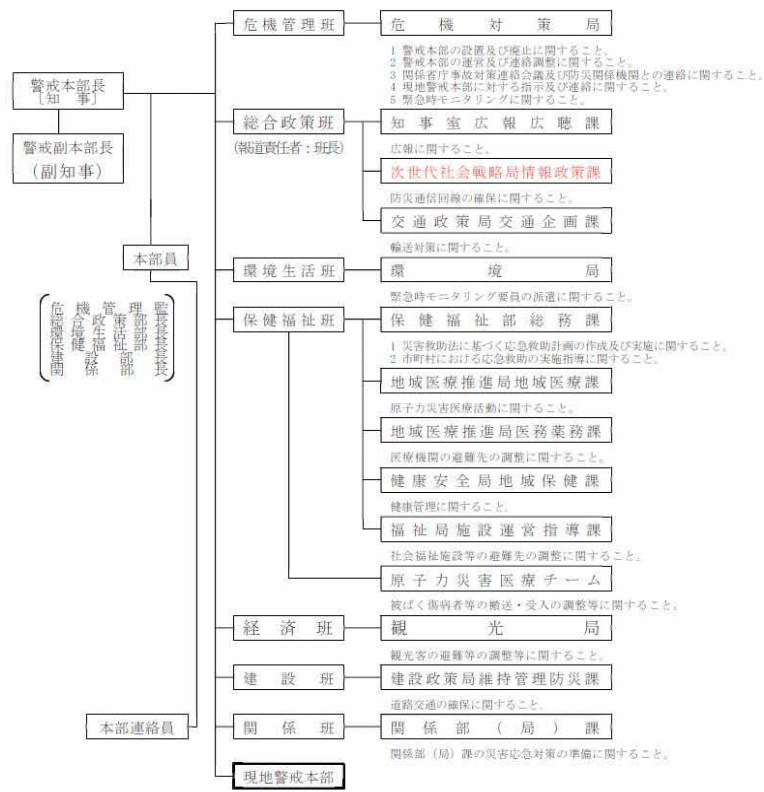 危機管理班
危機対策局
1 警戒本部の設置及び廃止に関すること。
2 警戒本部の運営及び連絡調整に関すること。
3 関係省庁事故対策連絡会議及び防災関係機関との連絡に関すること。
4 現地警戒本部に対する指示及び連絡に関すること。
5 緊急時モニタリングに関すること。
警戒本部長
〔知事〕
警戒副本部長
(副知事)
総合政策班
(報道責任者:班長)
知事室広報広聴課
広報に関すること。
次世代社会戦略局情報政策課
防災通信回線の確保に関すること。
交通政策局交通企画課
輸送対策に関すること。
本部員
危機管理監
総合政策部長
環境生活部長
保健福祉部長
建設部長
関係部長
環境生活班
環境局
緊急時モニタリング要員の派遣に関すること。
保健福祉班
保健福祉部総務課
1 災害救助法に基づく応急救助計画の作成及び実施に関すること。
2 市町村における応急救助の実施指導に関すること。
地域医療推進局地域医療課
原子力災害医療活動に関すること。
地域医療推進局医務薬務課
医療機関の避難先の調整に関すること。
健康安全局地域保健課
健康管理に関すること。
福祉局施設運営指導課
社会福祉施設等の避難先の調整に関すること。
原子力災害医療チーム
被ばく傷病者等の搬送・受入の調整等に関すること。
経済班
観光局
観光客の避難等の調整等に関すること。
建設班
建設政策局維持管理防災課
道路交通の確保に関すること。
本部連絡員
関係班
関係部(局)課
関係部(局)課の災害応急対策の準備に関すること。
現地警戒本部